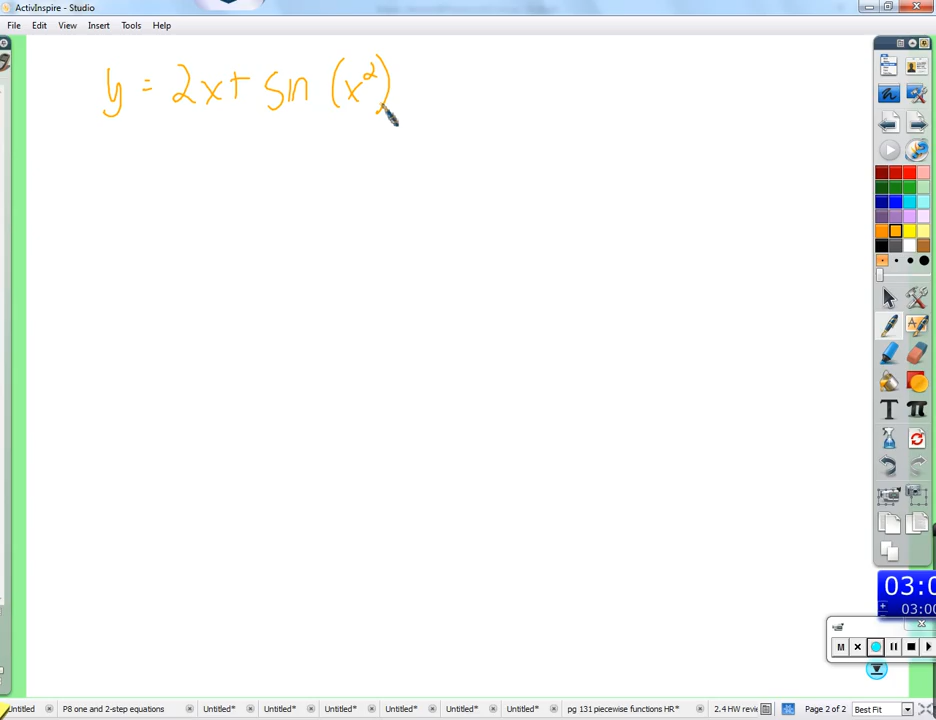 ActivInspire - Studio
File Edit View Insert Tools Help
y = 2x + sin (x²)
03:0
03:00
M
Untitled P8 one and 2-step equations Untitled* Untitled* Untitled* Untitled* Untitled* Untitled* pg 131 piecewise functions HR* 2.4 HW revi Page 2 of 2 Best Fit